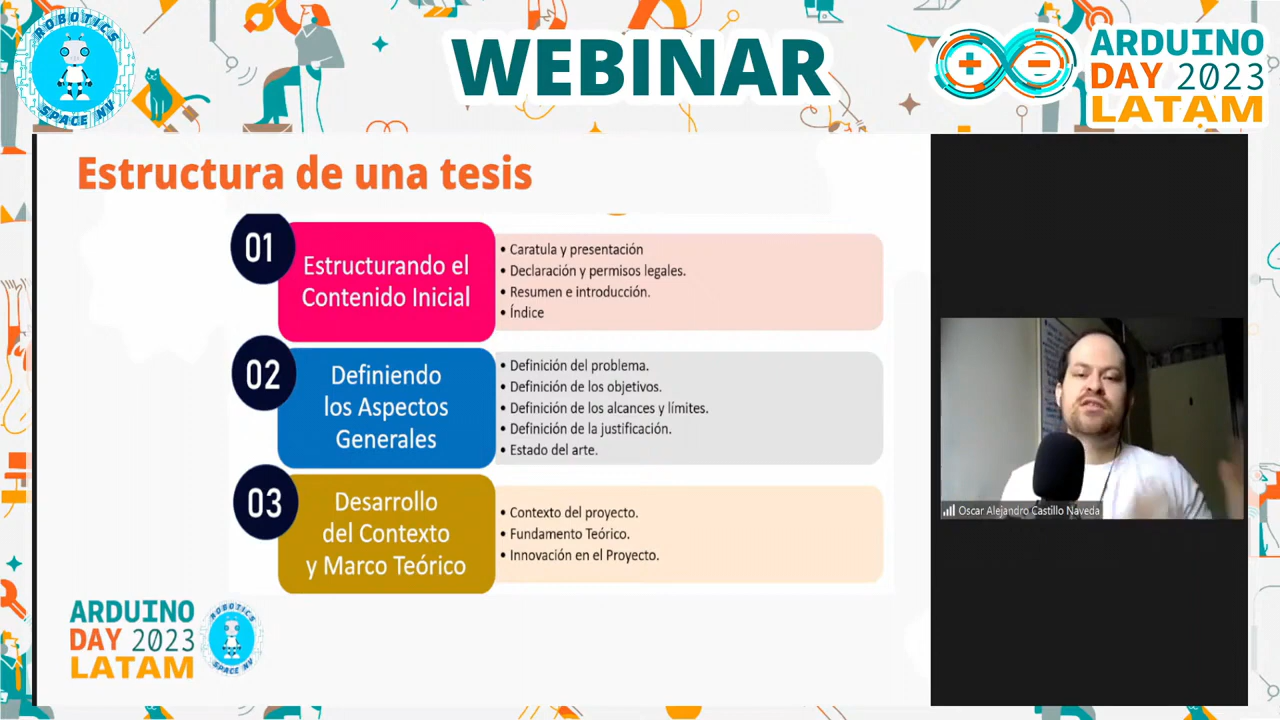 ROBOTICS
SPACE NV
WEBINAR
ARDUINO
DAY 2023
LATAM
Estructura de una tesis
01
Estructurando el
Contenido Inicial
• Caratula y presentación
• Declaración y permisos legales.
• Resumen e introducción.
• Índice
02
Definiendo
los Aspectos
Generales
• Definición del problema.
• Definición de los objetivos.
• Definición de los alcances y límites.
• Definición de la justificación.
• Estado del arte.
03
Desarrollo
del Contexto
y Marco Teórico
• Contexto del proyecto.
• Fundamento Teórico.
• Innovación en el Proyecto.
Oscar Alejandro Castillo Naveda
ARDUINO
DAY 2023
LATAM
ROBOTICS
SPACE NV